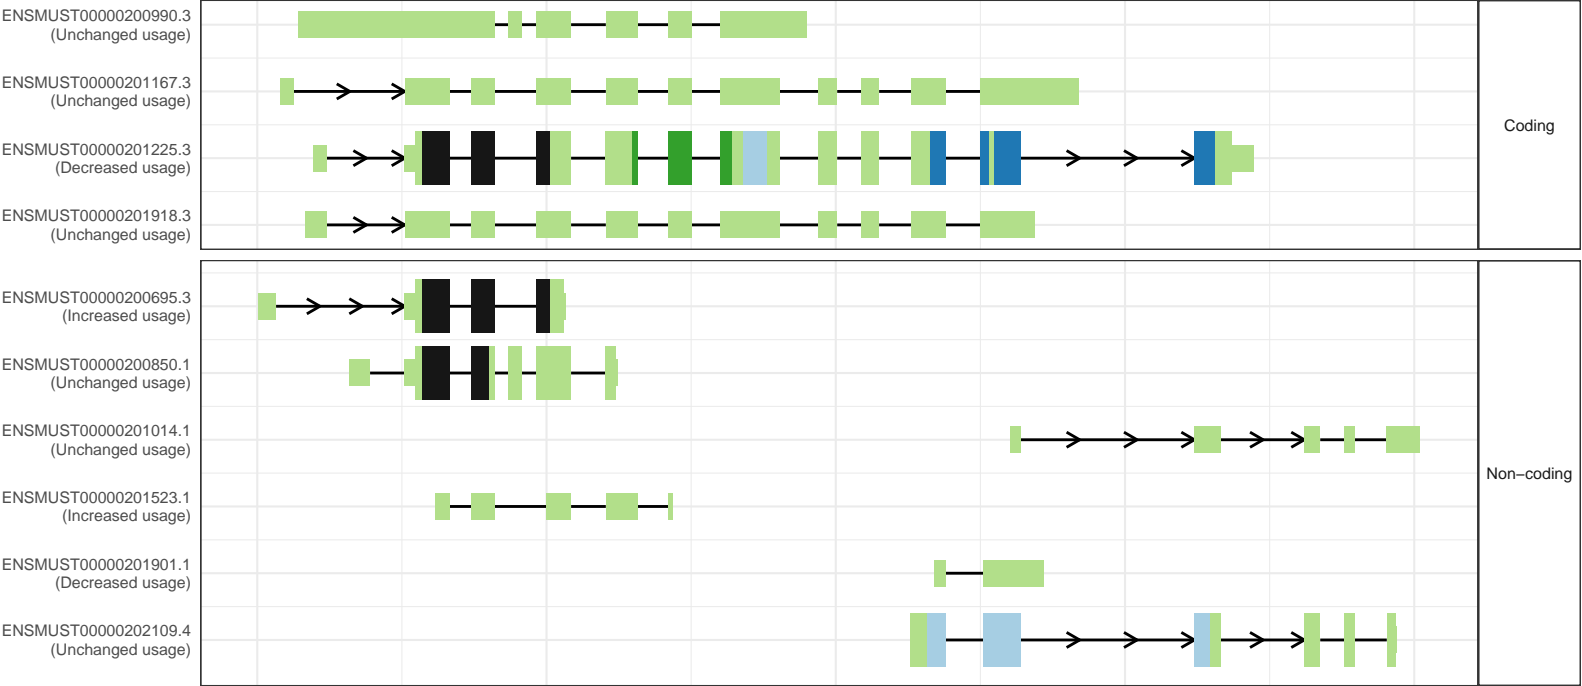 ENSMUST00000200990.3
(Unchanged usage)
ENSMUST00000201167.3
(Unchanged usage)
ENSMUST00000201225.3
(Decreased usage)
ENSMUST00000201918.3
(Unchanged usage)
Coding
ENSMUST00000200695.3
(Increased usage)
ENSMUST00000200850.1
(Unchanged usage)
ENSMUST00000201014.1
(Unchanged usage)
ENSMUST00000201523.1
(Increased usage)
ENSMUST00000201901.1
(Decreased usage)
ENSMUST00000202109.4
(Unchanged usage)
Non−coding